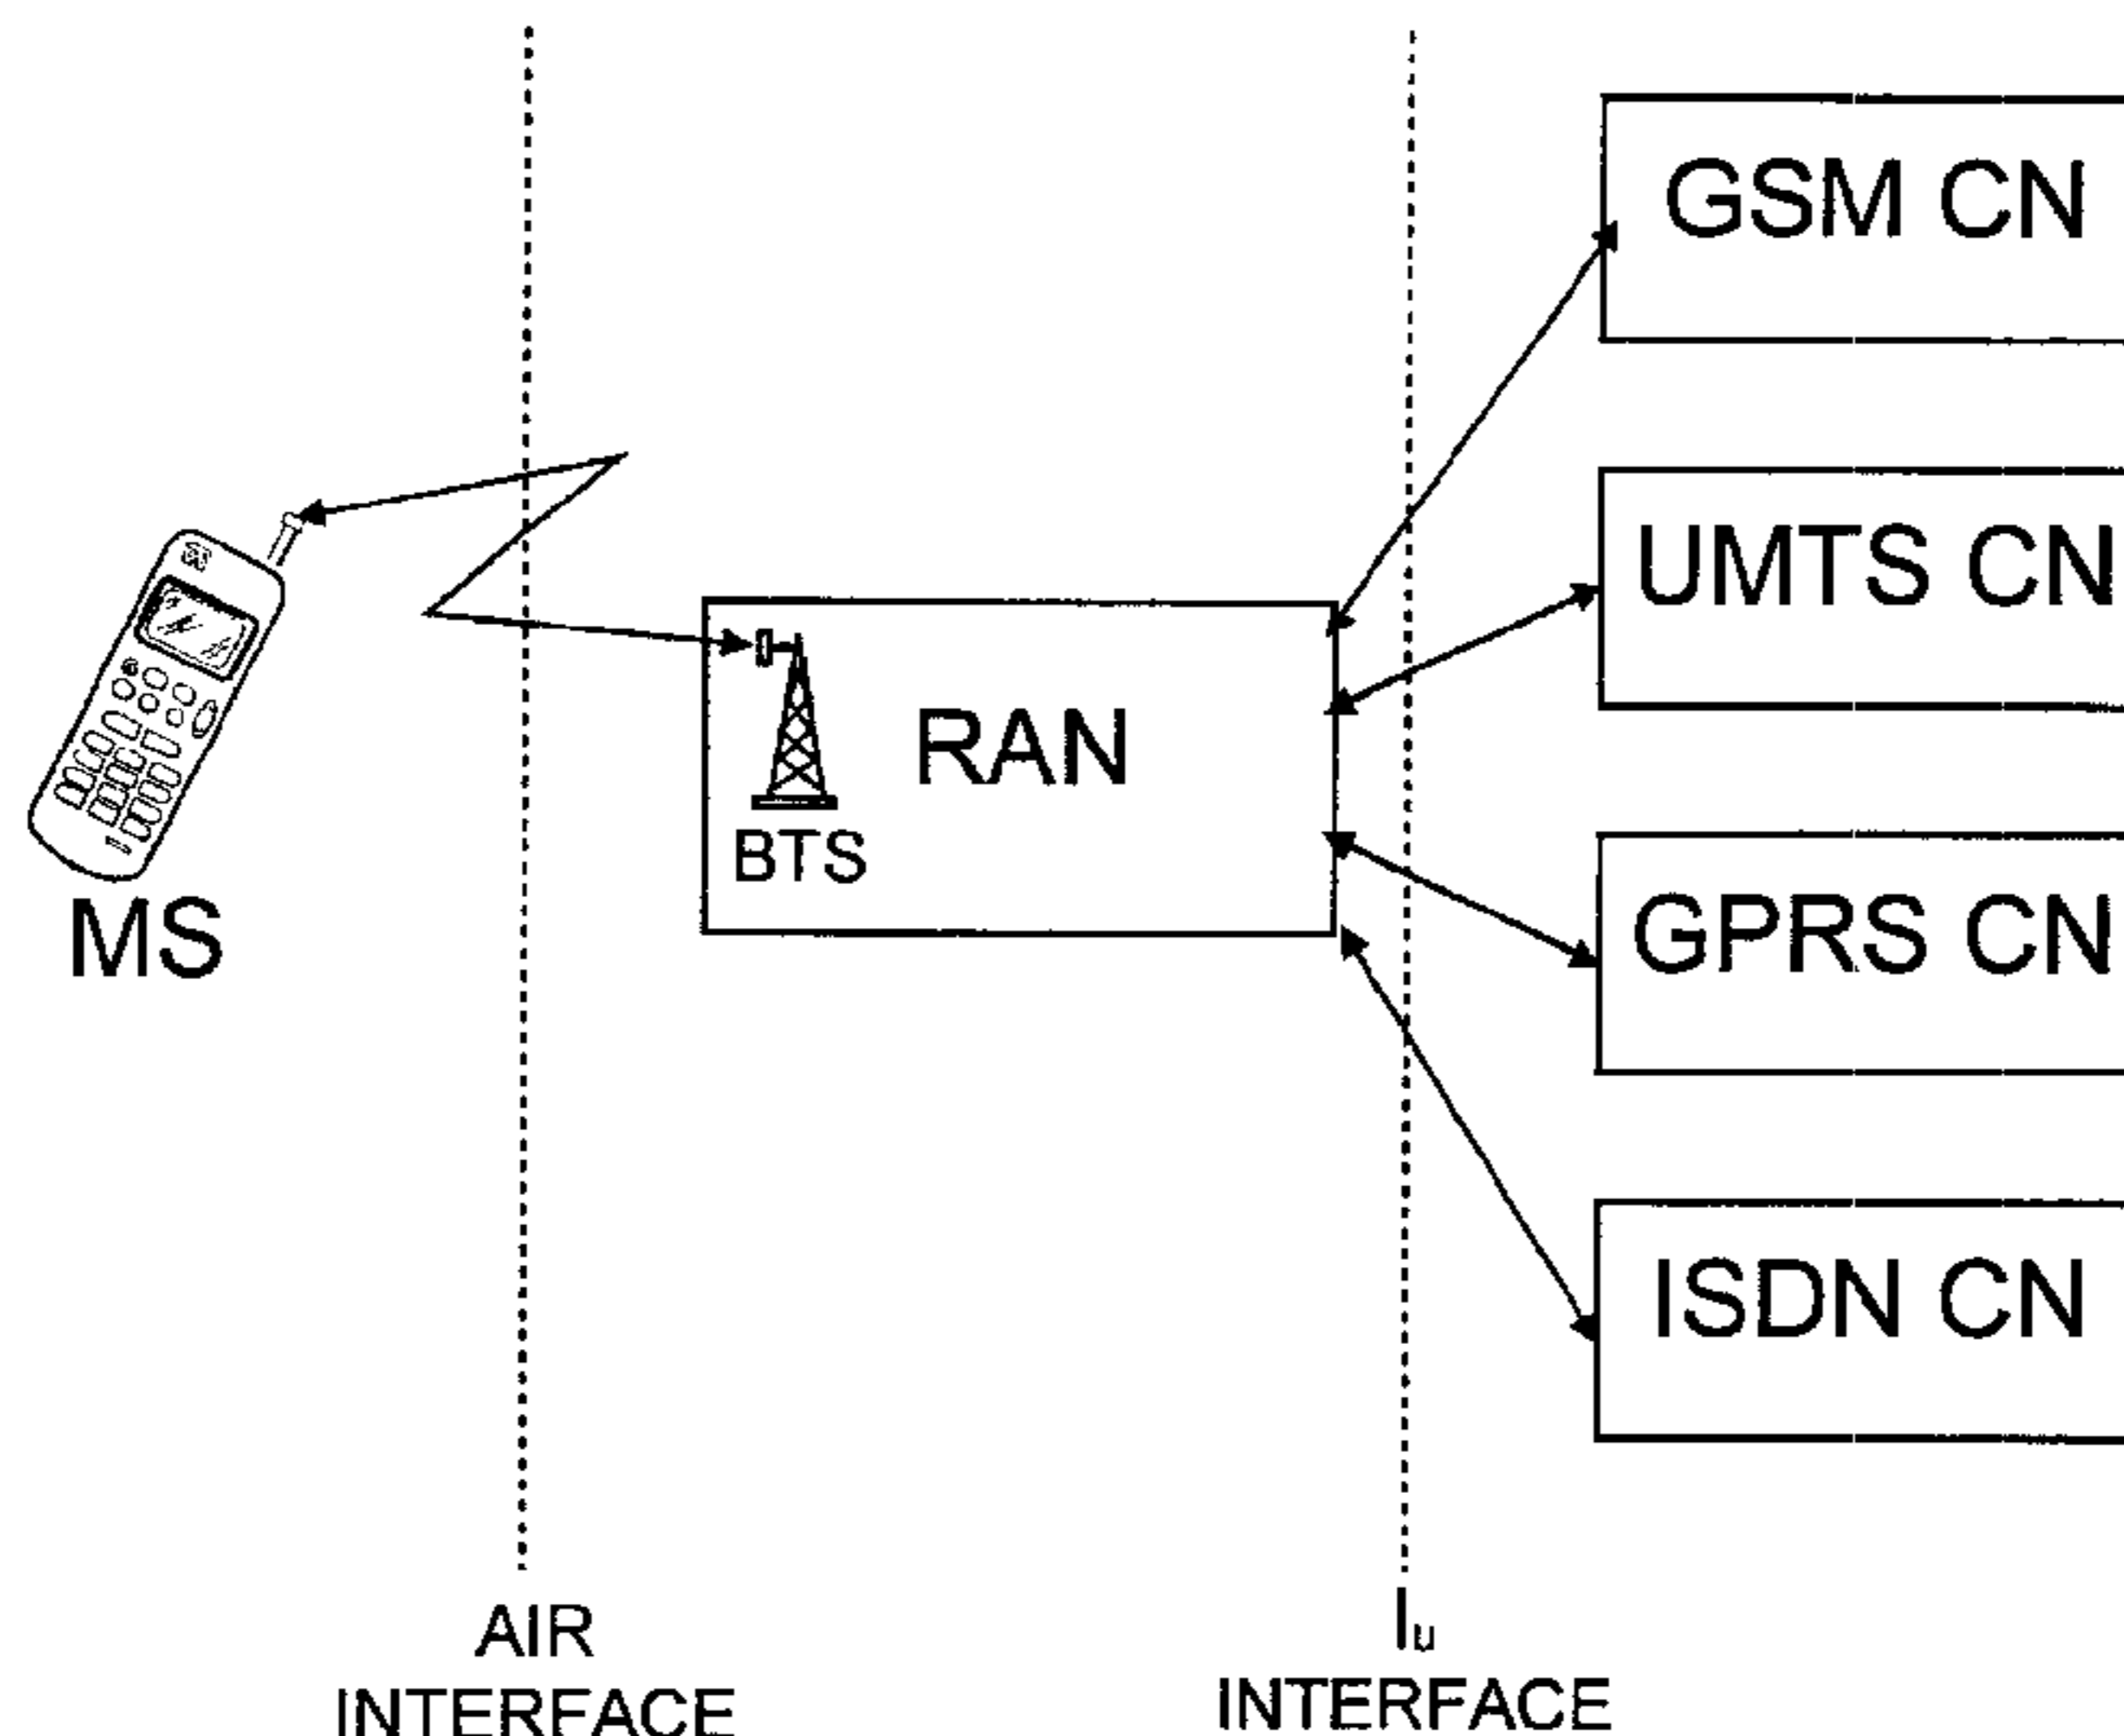 GSM CN
UMTS CN
RAN
BTS
GPRS CN
MS
ISDN CN
AIR
INTERFACE
Iu
INTERFACE